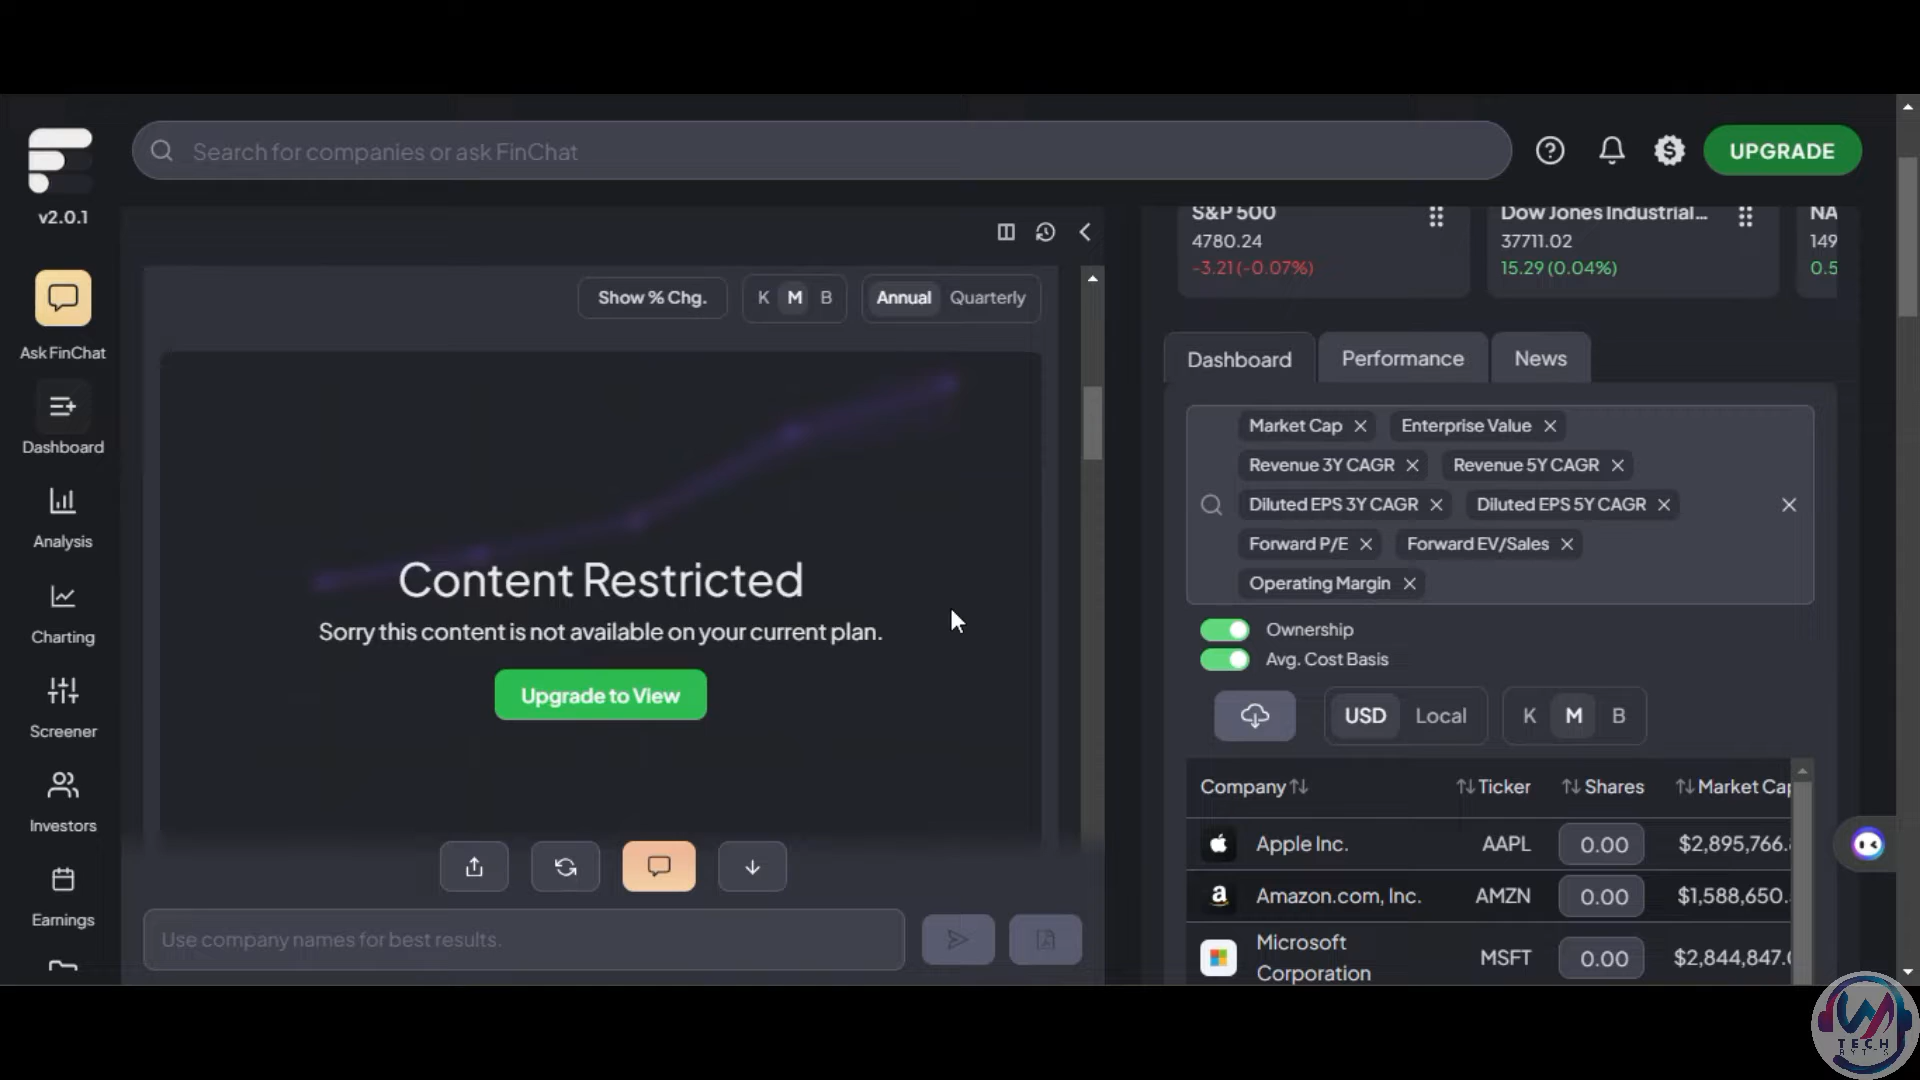 Search for companies or ask FinChat
UPGRADE
v2.0.1
Ask FinChat
Dashboard
Analysis
Charting
Screener
Investors
Earnings
Show % Chg.
K M B
Annual Quarterly
Content Restricted
Sorry this content is not available on your current plan.
Upgrade to View
Use company names for best results.
S&P 500
4780.24
-3.21 (-0.07%)
Dow Jones Industrial...
37711.02
15.29 (0.04%)
NA
149
0.5
Dashboard Performance News
Market Cap Enterprise Value
Revenue 3Y CAGR Revenue 5Y CAGR
Diluted EPS 3Y CAGR Diluted EPS 5Y CAGR
Forward P/E Forward EV/Sales
Operating Margin
Ownership
Avg. Cost Basis
USD Local K M B
Company Ticker Shares Market Cap
Apple Inc. AAPL 0.00 $2,895,766.
Amazon.com, Inc. AMZN 0.00 $1,588,650.
Microsoft
Corporation MSFT 0.00 $2,844,847.
TECH